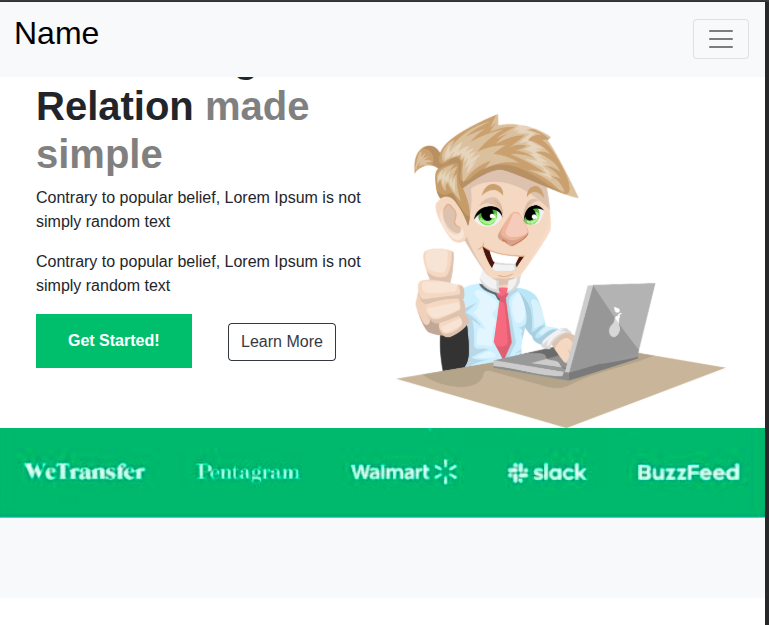 Name
Relation made
simple
Contrary to popular belief, Lorem Ipsum is not
simply random text
Contrary to popular belief, Lorem Ipsum is not
simply random text
Get Started! Learn More
WeTransfer Pentagram Walmart slack BuzzFeed